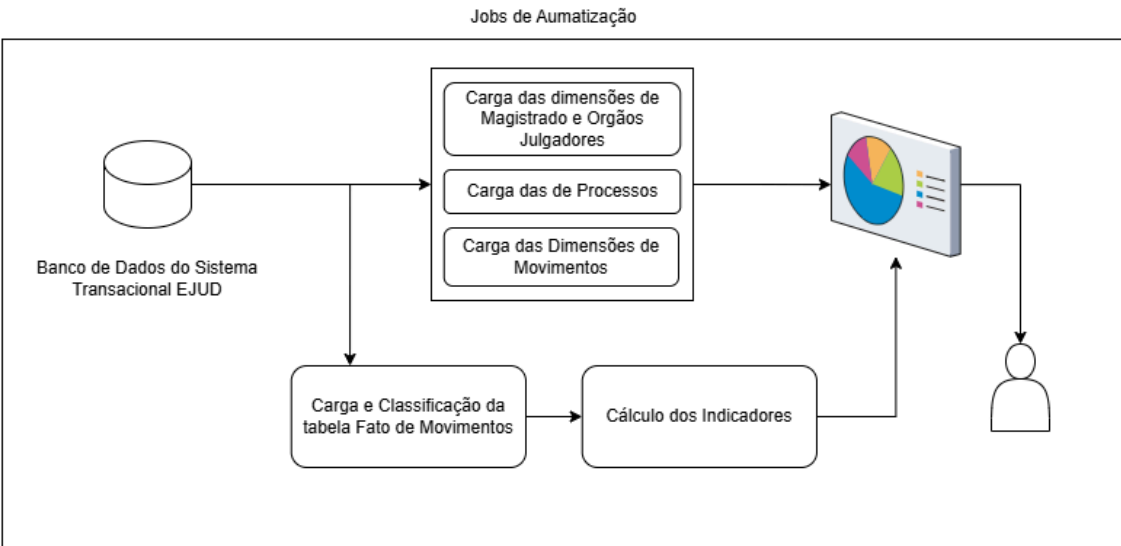 Jobs de Aumatização
Carga das dimensões de
Magistrado e Orgãos
Julgadores
Carga das de Processos
Carga das Dimensões de
Movimentos
Banco de Dados do Sistema
Transacional EJUD
Carga e Classificação da
tabela Fato de Movimentos
Cálculo dos Indicadores